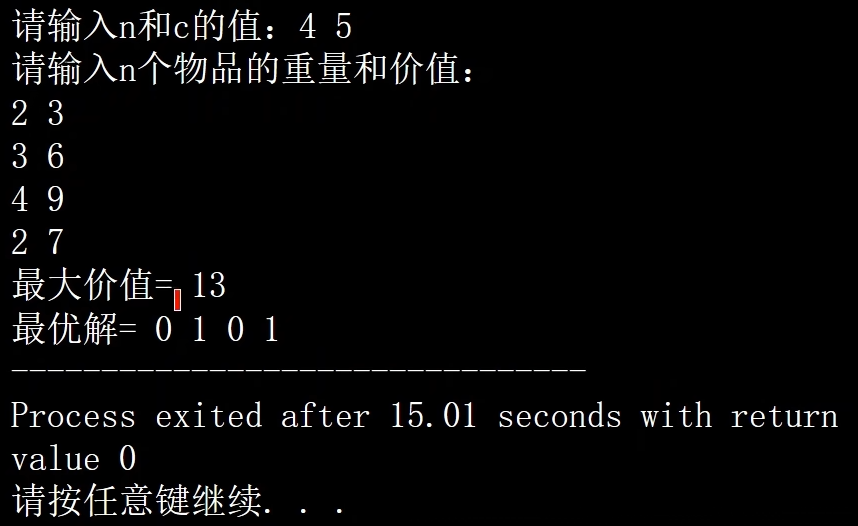 请输入n和c的值：4 5
请输入n个物品的重量和价值：
2 3
3 6
4 9
2 7
最大价值= 13
最优解= 0 1 0 1
--------------------------------
Process exited after 15.01 seconds with return
value 0
请按任意键继续. . .